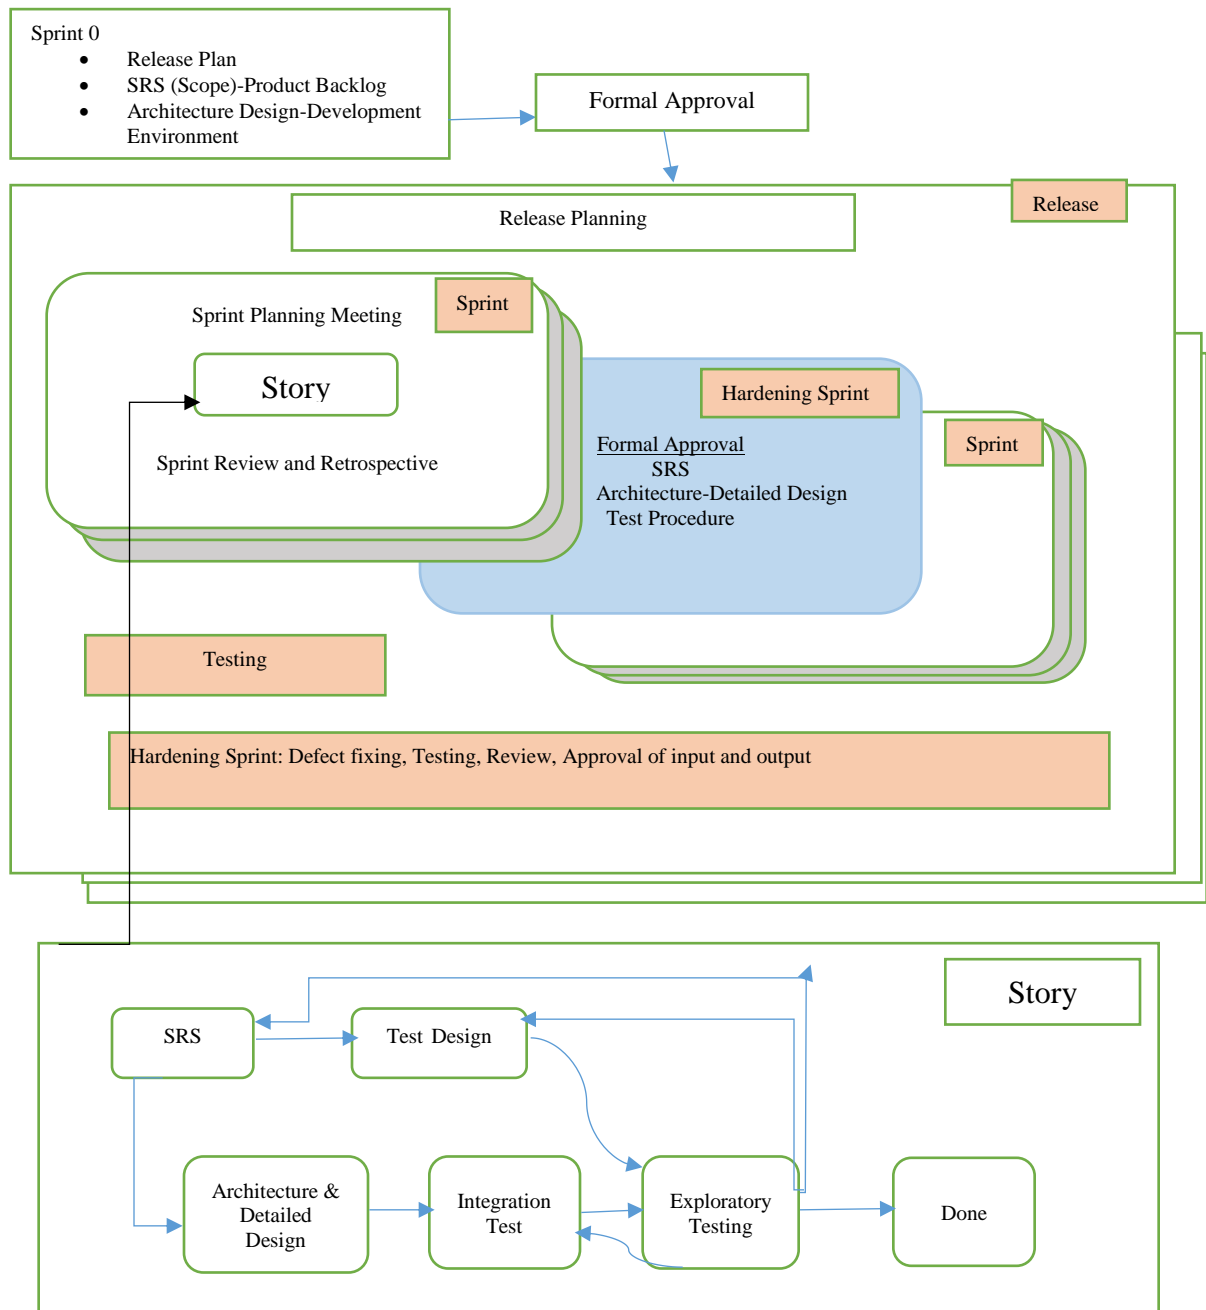 Sprint 0
• Release Plan
• SRS (Scope)-Product Backlog
• Architecture Design-Development
Environment
Formal Approval
Release
Release Planning
Sprint
Sprint Planning Meeting
Story
Sprint Review and Retrospective
Hardening Sprint
Formal Approval
SRS
Architecture-Detailed Design
Test Procedure
Sprint
Testing
Hardening Sprint: Defect fixing, Testing, Review, Approval of input and output
Story
SRS
Test Design
Architecture &
Detailed
Design
Integration
Test
Exploratory
Testing
Done